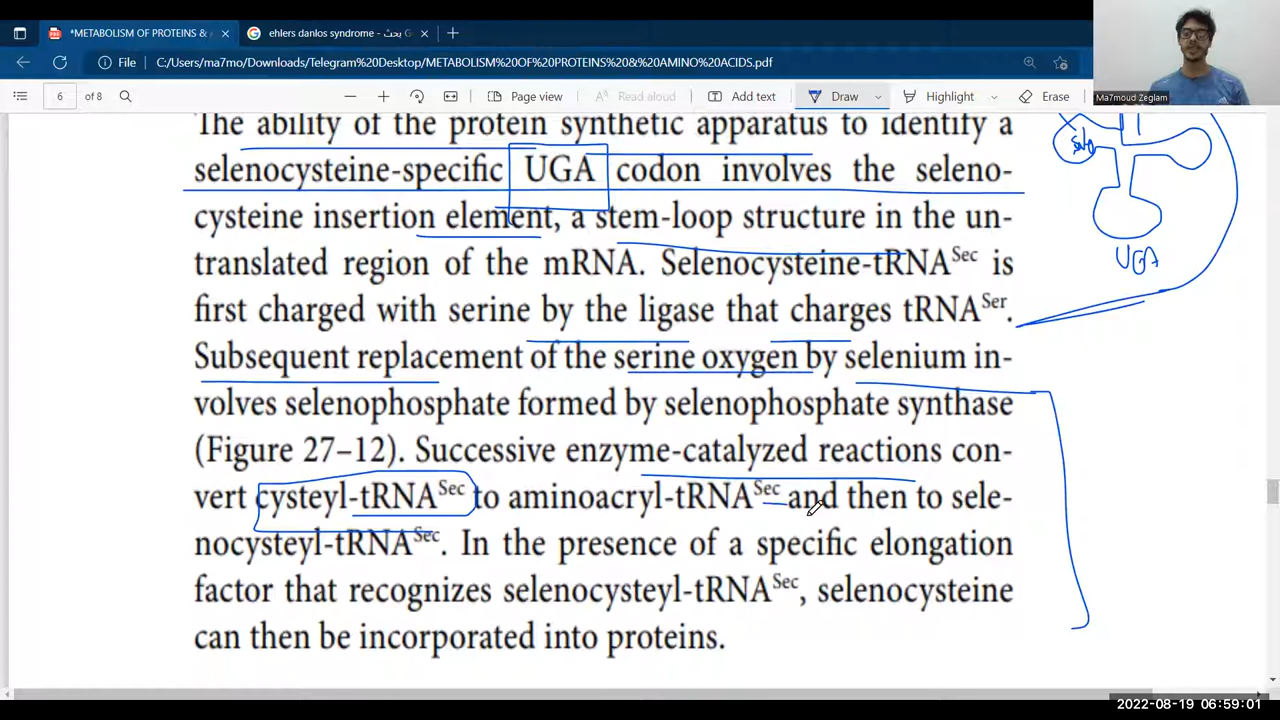 *METABOLISM OF PROTEINS &
ehlers danlos syndrome - بحث G
File
C:/Users/ma7mo/Downloads/Telegram%20Desktop/METABOLISM%20OF%20PROTEINS%20&%20AMINO%20ACIDS.pdf
6 of 8
Page view
Read aloud
Add text
Draw
Highlight
Erase
Ma7moud Zeglam
The ability of the protein synthetic apparatus to identify a
selenocysteine-specific UGA codon involves the seleno-
cysteine insertion element, a stem-loop structure in the un-
translated region of the mRNA. Selenocysteine-tRNASec is
first charged with serine by the ligase that charges tRNASer.
Subsequent replacement of the serine oxygen by selenium in-
volves selenophosphate formed by selenophosphate synthase
(Figure 27–12). Successive enzyme-catalyzed reactions con-
vert cysteyl-tRNASec to aminoacryl-tRNASec and then to sele-
nocysteyl-tRNASec. In the presence of a specific elongation
factor that recognizes selenocysteyl-tRNASec, selenocysteine
can then be incorporated into proteins.
UGA
2022-08-19 06:59:01